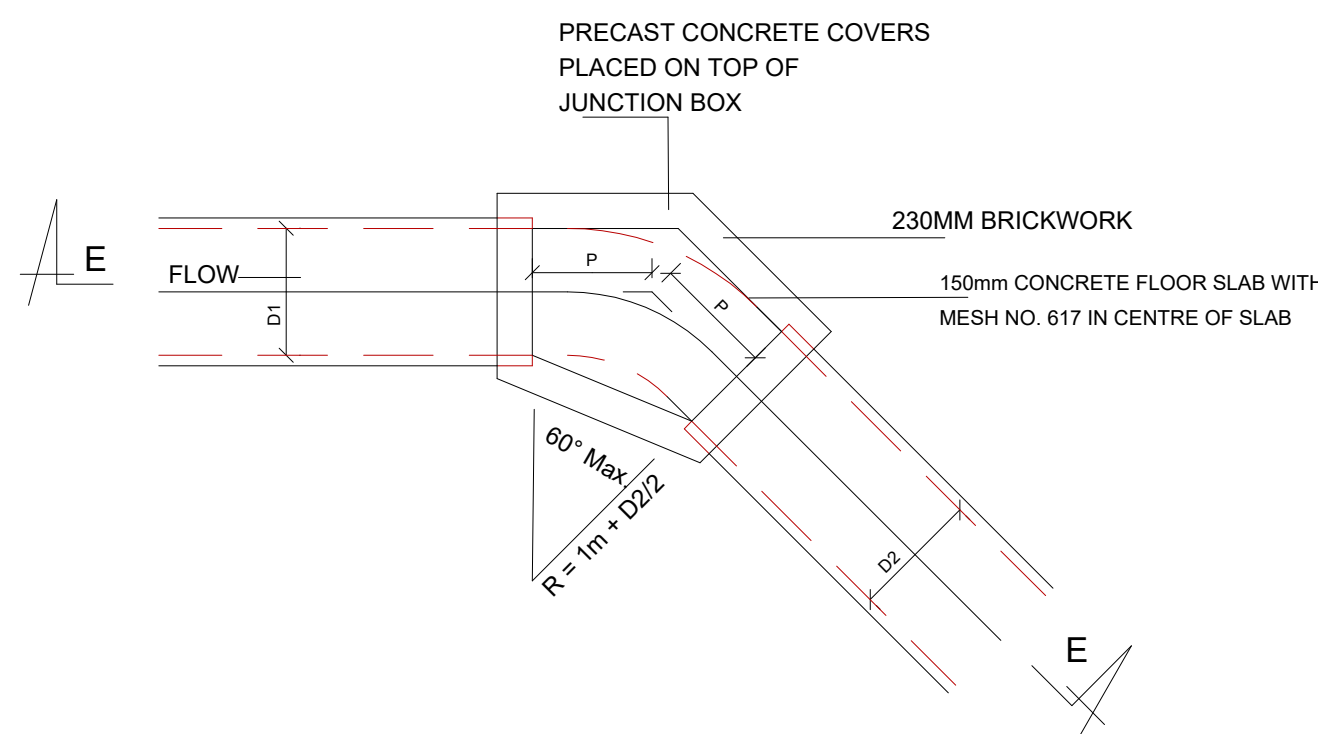 PRECAST CONCRETE COVERS
PLACED ON TOP OF
JUNCTION BOX
230MM BRICKWORK
E
FLOW
P
150mm CONCRETE FLOOR SLAB WITH
MESH NO. 617 IN CENTRE OF SLAB
D1
P
60° Max.
R = 1m + D2/2
D2
E